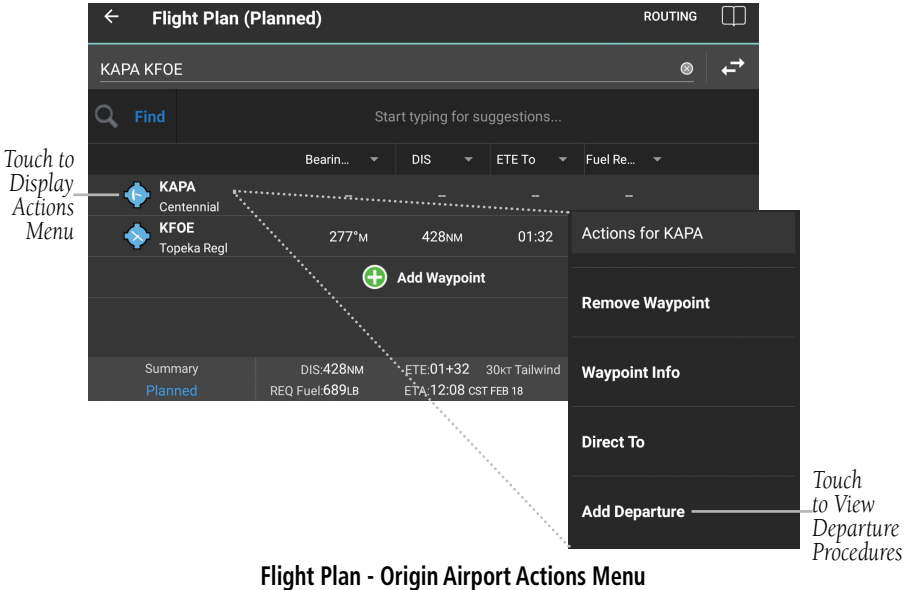 Flight Plan (Planned)
ROUTING
KAPA KFOE
Find
Start typing for suggestions...
Bearin...
DIS
ETE To
Fuel Re...
Touch to
Display
Actions
Menu
KAPA
Centennial
– – – –
KFOE
Topeka Regl
277°M 428NM 01:32
Add Waypoint
Summary
Planned
DIS:428NM ETE:01+32 30KT Tailwind
REQ Fuel:689LB ETA:12:08 CST FEB 18
Actions for KAPA
Remove Waypoint
Waypoint Info
Direct To
Add Departure
Touch
to View
Departure
Procedures
Flight Plan - Origin Airport Actions Menu